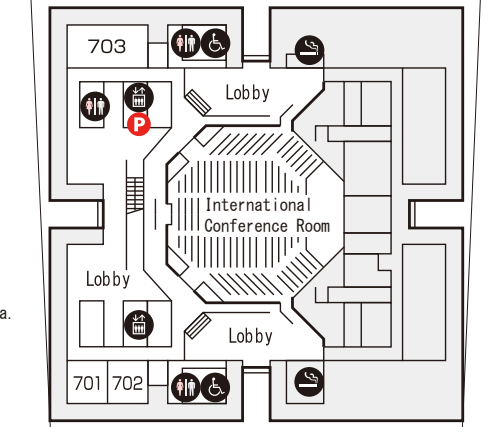 703
Lobby
P
International
Conference Room
Lobby
a.
Lobby
701
702